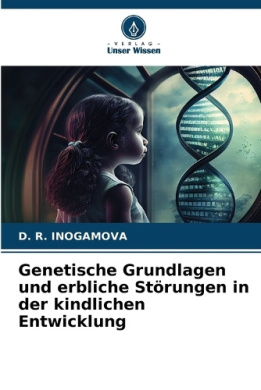 - VERLAG -
Unser Wissen
D. R. INOGAMOVA
Genetische Grundlagen
und erbliche Störungen in
der kindlichen
Entwicklung